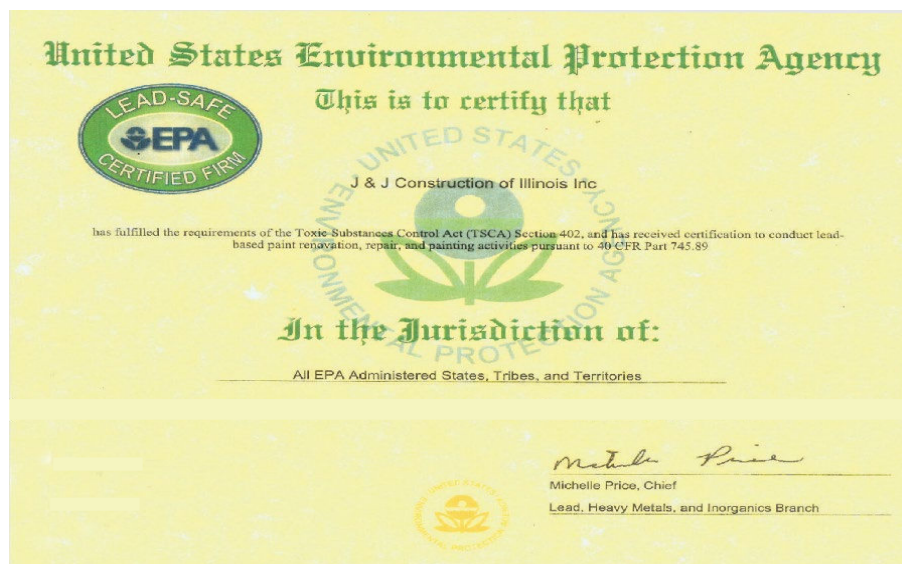 United States Environmental Protection Agency
This is to certify that
LEAD-SAFE
EPA
CERTIFIED FIRM
UNITED STATES
ENVIRONMENTAL PROTECTION AGENCY
J & J Construction of Illinois Inc
has fulfilled the requirements of the Toxic Substances Control Act (TSCA) Section 402, and has received certification to conduct lead-
based paint renovation, repair, and painting activities pursuant to 40 CFR Part 745.89
In the Jurisdiction of:
All EPA Administered States, Tribes, and Territories
Michelle Price, Chief
Lead, Heavy Metals, and Inorganics Branch